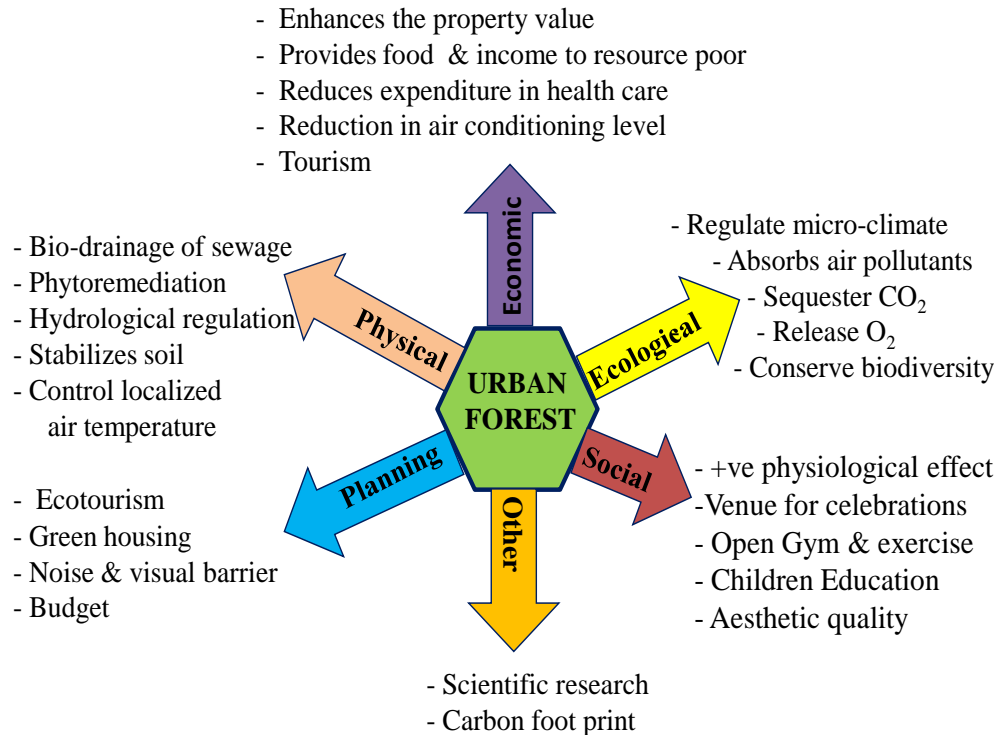 - Enhances the property value
- Provides food & income to resource poor
- Reduces expenditure in health care
- Reduction in air conditioning level
- Tourism
Economic
- Regulate micro-climate
- Absorbs air pollutants
- Sequester CO₂
- Release O₂
- Conserve biodiversity
Ecological
- Bio-drainage of sewage
- Phytoremediation
- Hydrological regulation
- Stabilizes soil
- Control localized
air temperature
Physical
URBAN
FOREST
Planning
- Ecotourism
- Green housing
- Noise & visual barrier
- Budget
Social
- +ve physiological effect
-Venue for celebrations
- Open Gym & exercise
- Children Education
- Aesthetic quality
Other
- Scientific research
- Carbon foot print